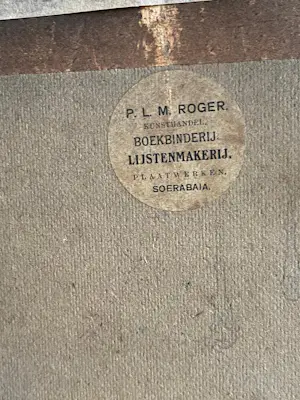 P. L. M. ROGER.
KUNSTHANDEL,
BOEKBINDERIJ.
LIJSTENMAKERIJ,
PLAATWERKEN,
SOERABAIA.